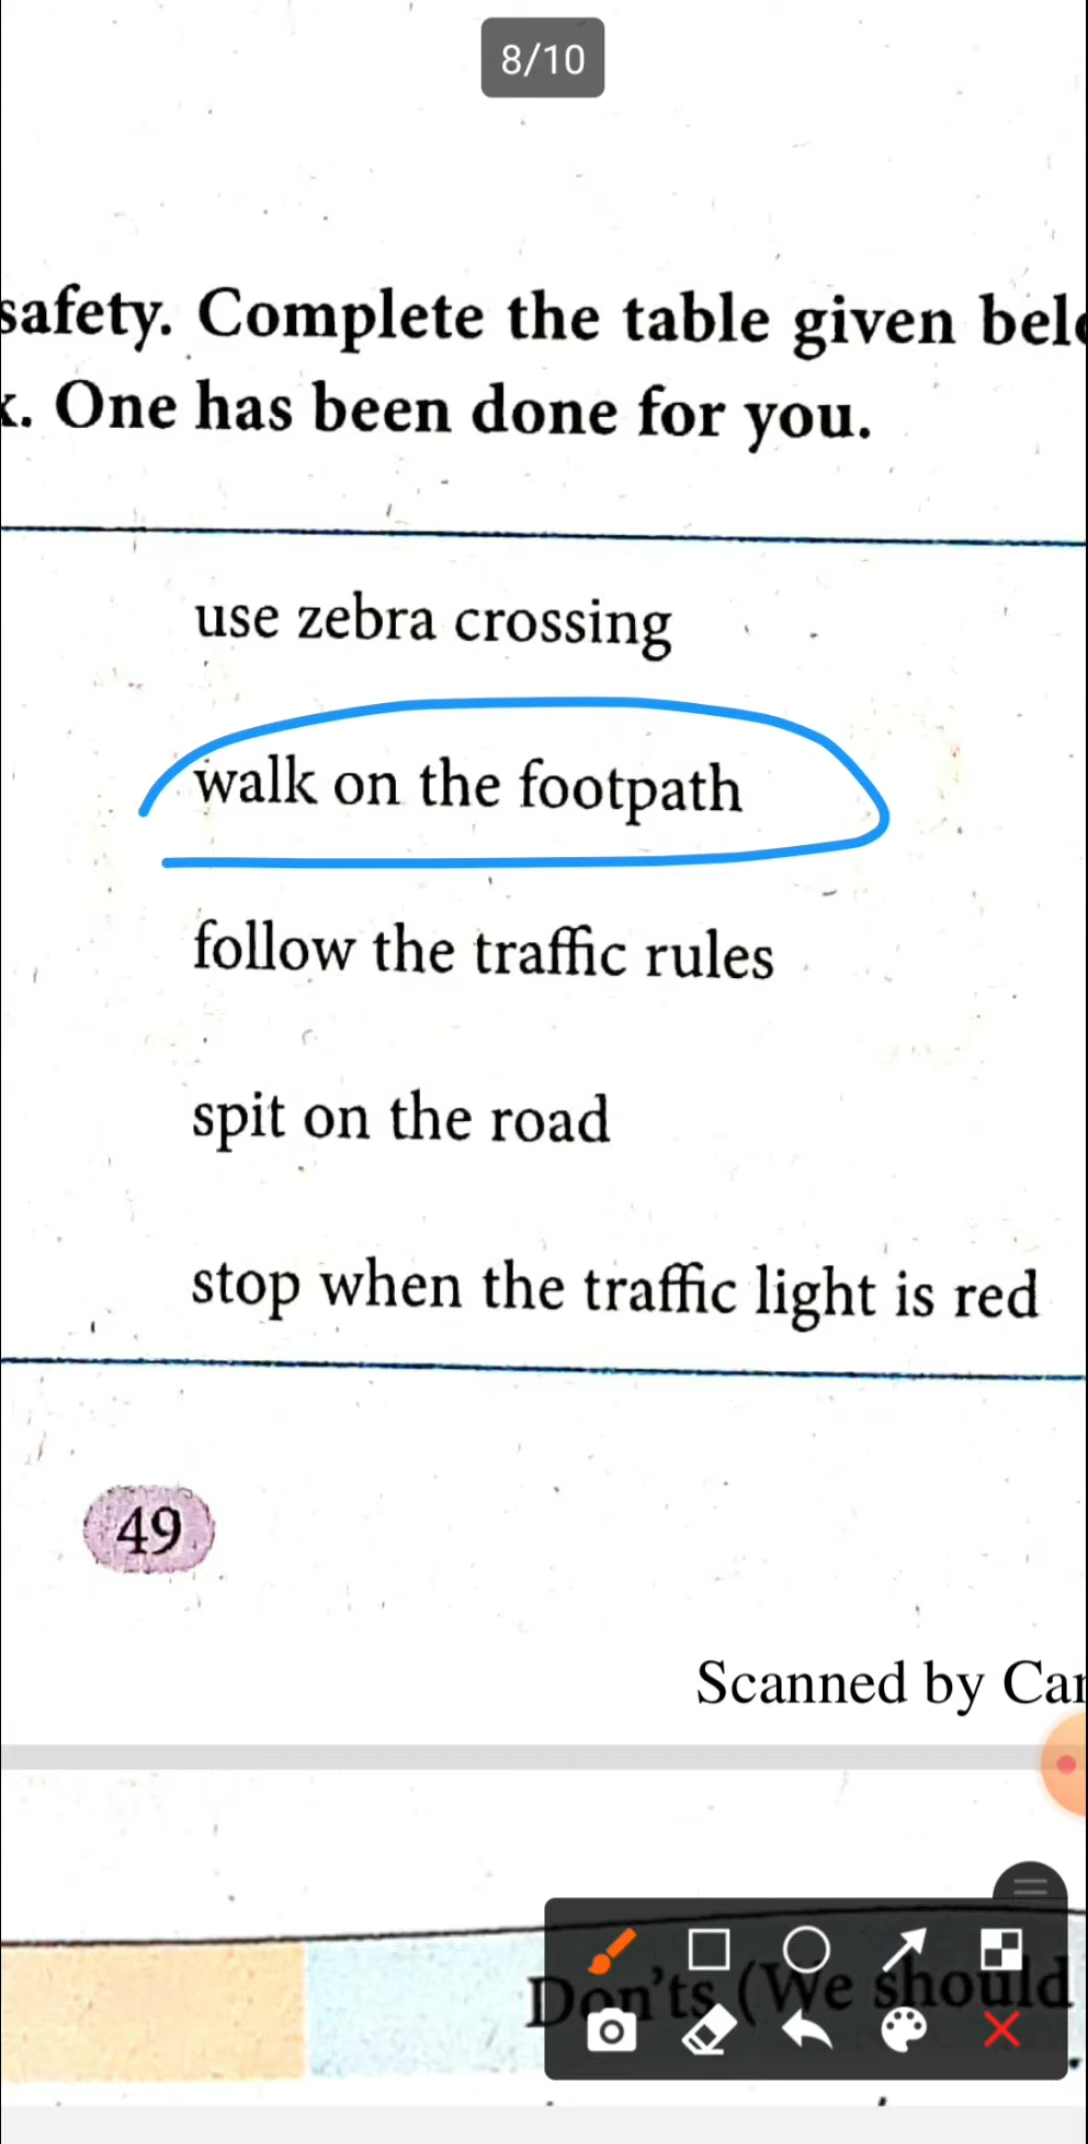 8/10
safety. Complete the table given
. One has been done for you.
use zebra crossing
walk on the footpath
follow the traffic rules
spit on the road
stop when the traffic light is red
49
Scanned by
Don'ts (We should